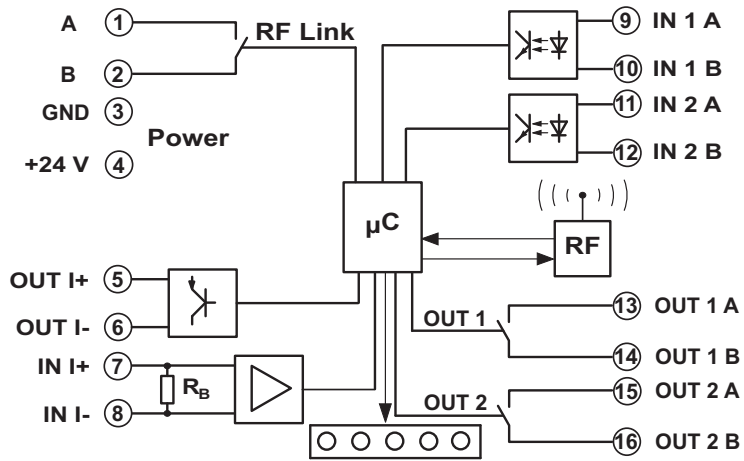 A 1
RF Link
B 2
GND 3
Power
+24 V 4
OUT I+ 5
OUT I- 6
IN I+ 7
R_B
IN I- 8
9 IN 1 A
10 IN 1 B
11 IN 2 A
12 IN 2 B
µC
RF
OUT 1
13 OUT 1 A
14 OUT 1 B
OUT 2
15 OUT 2 A
16 OUT 2 B